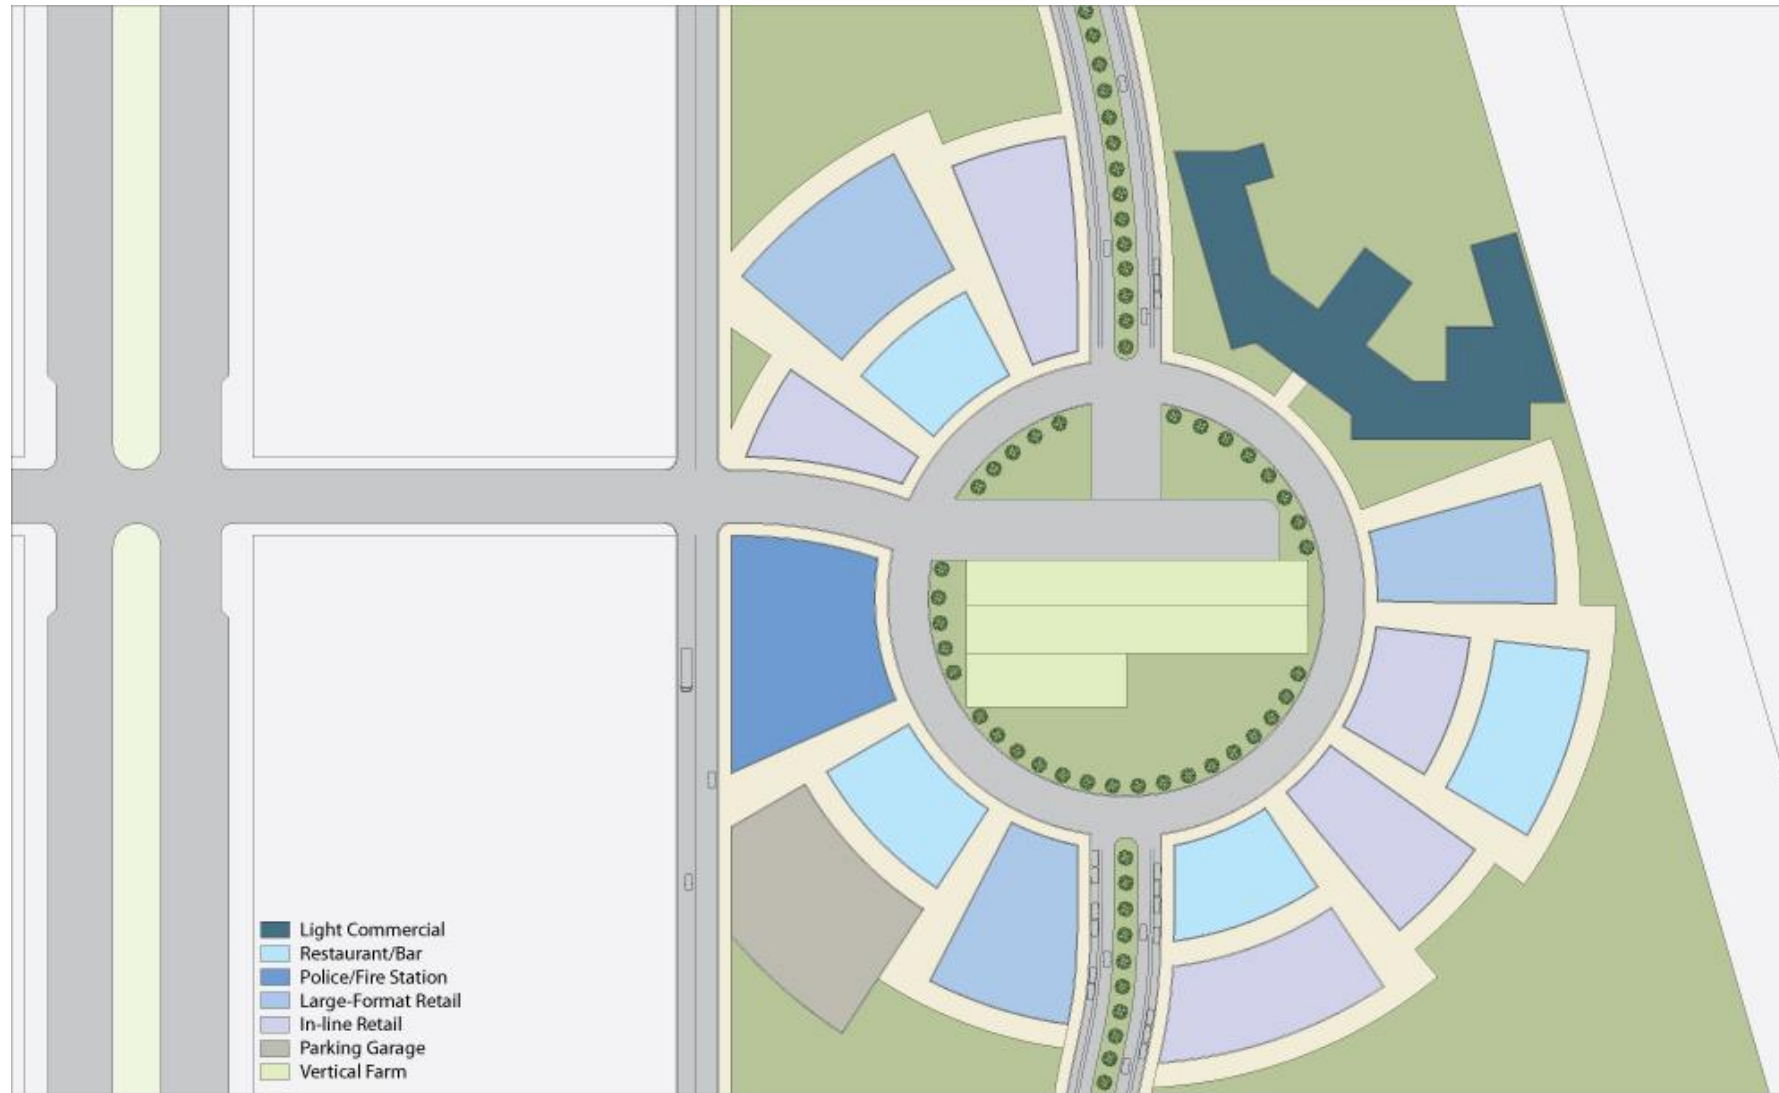 Light Commercial
Restaurant/Bar
Police/Fire Station
Large-Format Retail
In-line Retail
Parking Garage
Vertical Farm